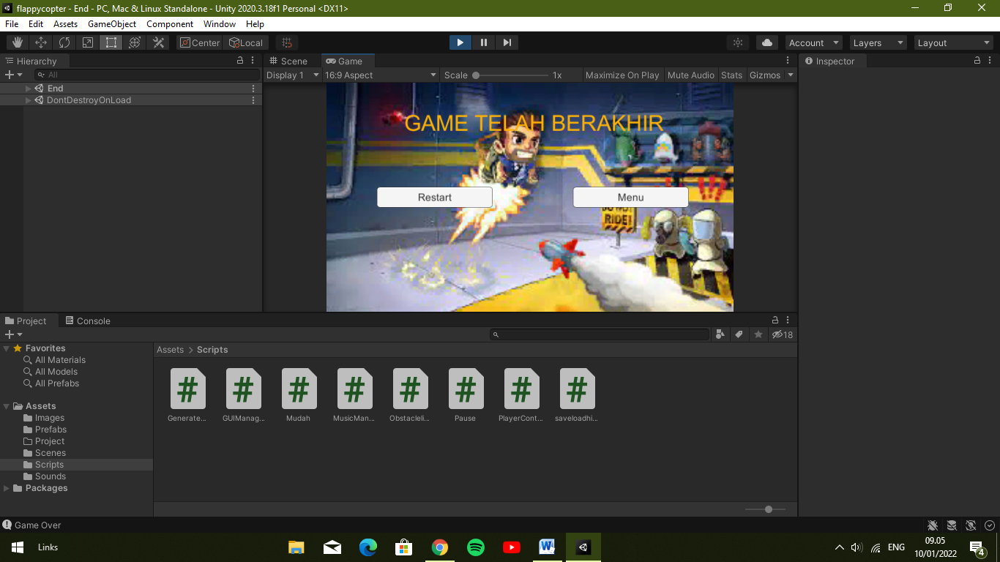 flappycopter - End - PC, Mac & Linux Standalone - Unity 2020.3.18f1 Personal <DX11>
File Edit Assets GameObject Component Window Help
Center Local Account Layers Layout
Hierarchy
All
End
DontDestroyOnLoad
Scene Game
Display 1 16:9 Aspect Scale 1x Maximize On Play Mute Audio Stats Gizmos
GAME TELAH BERAKHIR
Restart Menu
DO NOT
RIDE!
Inspector
Project Console
18
Favorites
All Materials
All Models
All Prefabs
Assets
Images
Prefabs
Project
Scenes
Scripts
Sounds
Packages
Assets > Scripts
Generate... GUIManag... Mudah MusicMan... Obstacleli... Pause PlayerCont... saveloadhi...
Game Over
Links ENG 09.05
10/01/2022
4